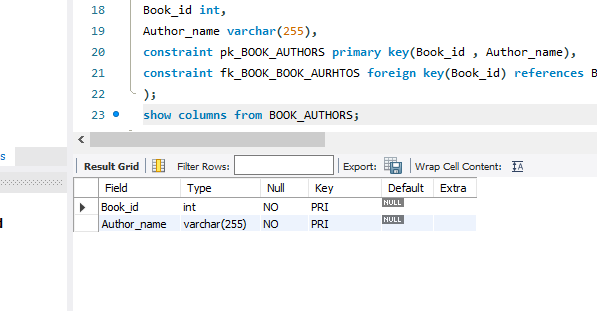 18 Book_id int,
19 Author_name varchar(255),
20 constraint pk_BOOK_AUTHORS primary key(Book_id , Author_name),
21 constraint fk_BOOK_BOOK_AURHTOS foreign key(Book_id) references B
22 );
23 show columns from BOOK_AUTHORS;
s
Result Grid Filter Rows: Export: Wrap Cell Content: IA
Field Type Null Key Default Extra
Book_id int NO PRI NULL
Author_name varchar(255) NO PRI NULL
d